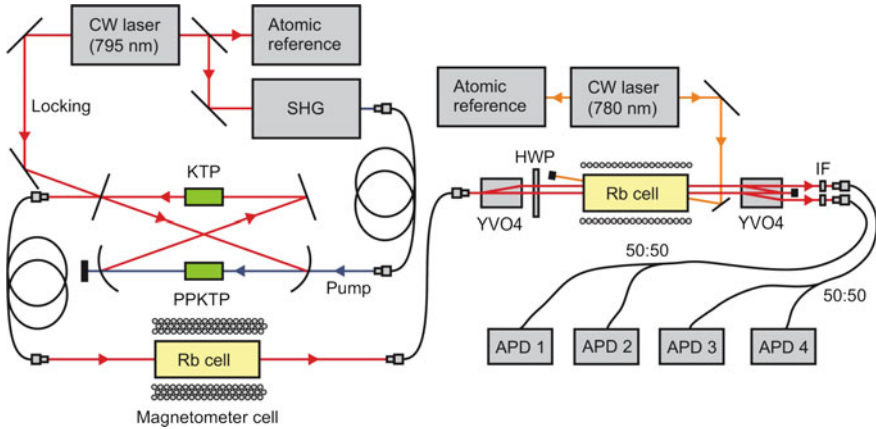 CW laser
(795 nm)
Atomic
reference
Locking
SHG
Atomic
reference
CW laser
(780 nm)
KTP
HWP
IF
Rb cell
YVO4
YVO4
PPKTP
Pump
50:50
50:50
Rb cell
APD 1
APD 2
APD 3
APD 4
Magnetometer cell